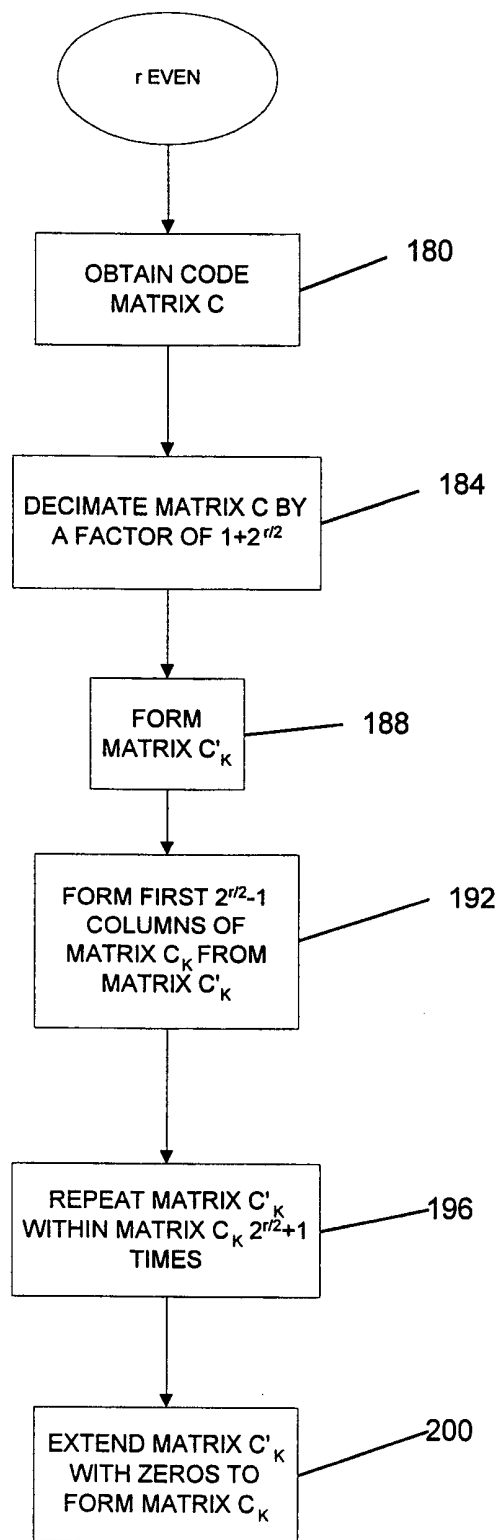 r EVEN
OBTAIN CODE
MATRIX C
180
DECIMATE MATRIX C BY
A FACTOR OF 1+2^{r/2}
184
FORM
MATRIX C'_K
188
FORM FIRST 2^{r/2}-1
COLUMNS OF
MATRIX C_K FROM
MATRIX C'_K
192
REPEAT MATRIX C'_K
WITHIN MATRIX C_K 2^{r/2}+1
TIMES
196
EXTEND MATRIX C'_K
WITH ZEROS TO
FORM MATRIX C_K
200